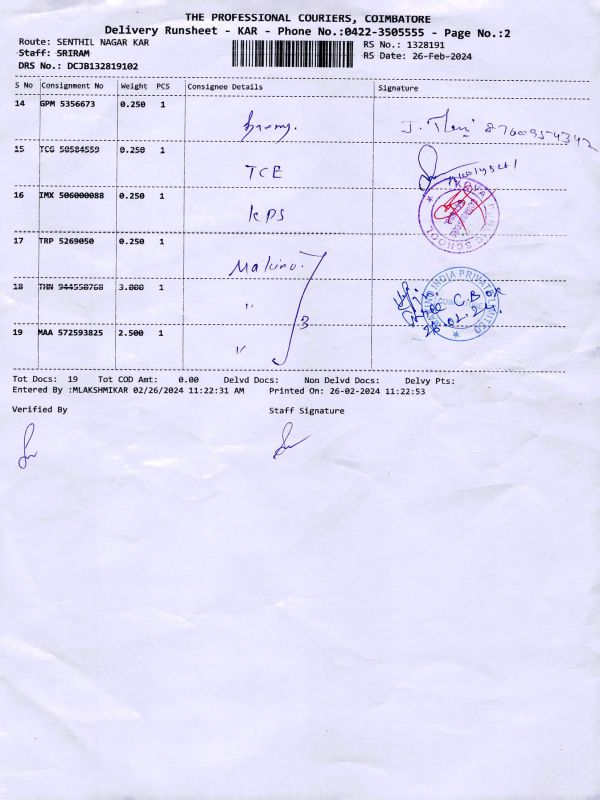 THE PROFESSIONAL COURIERS, COIMBATORE
Delivery Runsheet - KAR - Phone No.:0422-3505555 - Page No.:2
Route: SENTHIL NAGAR KAR
RS No.: 1328191
Staff: SRIRAM
RS Date: 26-Feb-2024
DRS No.: DCJB132819102
S No Consignment No Weight PCS Consignee Details Signature
14 GPM 5356673 0.250 1
15 TCG 50584559 0.250 1
TCE
16 IMX 506000088 0.250 1
KPS
17 TRP 5269050 0.250 1
Makino
18 THN 944550768 3.000 1
" 3
19 MAA 572593825 2.500 1
"
Tot Docs: 19 Tot COD Amt: 0.00 Delvd Docs: Non Delvd Docs: Delvy Pts:
Entered By :MLAKSHMIKAR 02/26/2024 11:22:31 AM Printed On: 26-02-2024 11:22:53
Verified By Staff Signature